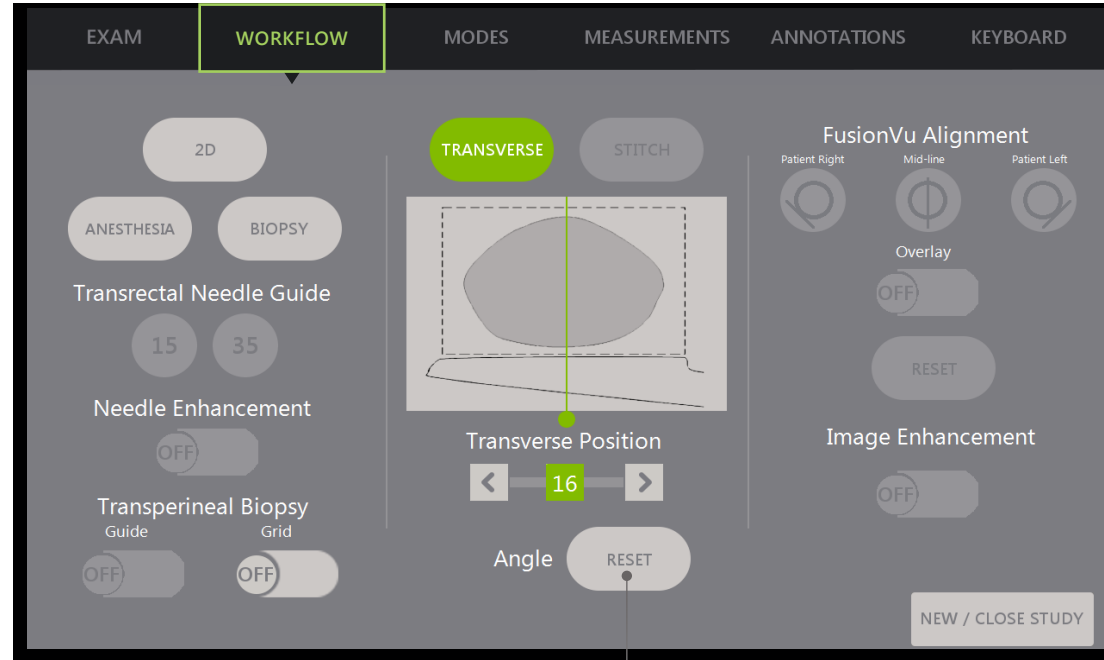 EXAM
WORKFLOW
MODES
MEASUREMENTS
ANNOTATIONS
KEYBOARD
2D
ANESTHESIA
BIOPSY
Transrectal Needle Guide
15
35
Needle Enhancement
OFF
Transperineal Biopsy
Guide
Grid
OFF
OFF
TRANSVERSE
STITCH
Transverse Position
16
Angle
RESET
FusionVu Alignment
Patient Right
Mid-line
Patient Left
Overlay
OFF
RESET
Image Enhancement
OFF
NEW / CLOSE STUDY